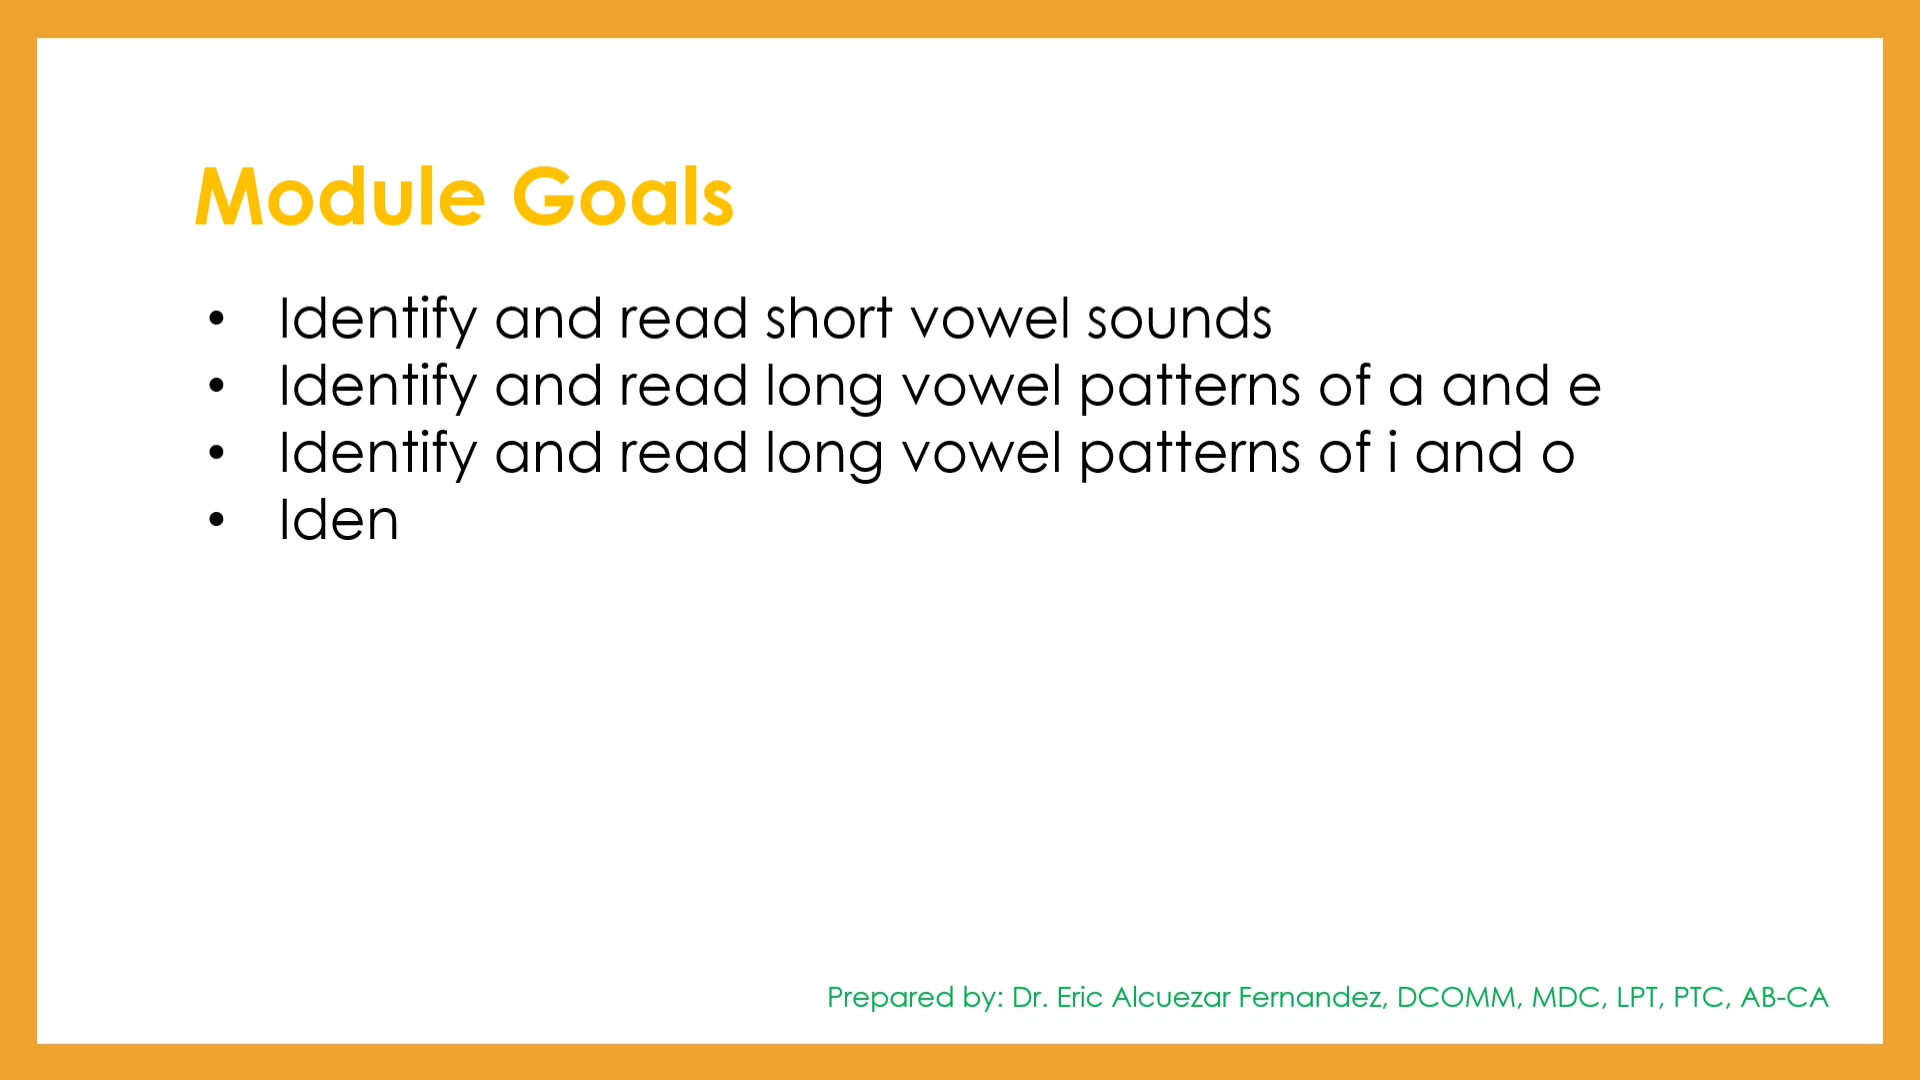 Module Goals
• Identify and read short vowel sounds
• Identify and read long vowel patterns of a and e
• Identify and read long vowel patterns of i and o
• Iden
Prepared by: Dr. Eric Alcuezar Fernandez, DCOMM, MDC, LPT, PTC, AB-CA